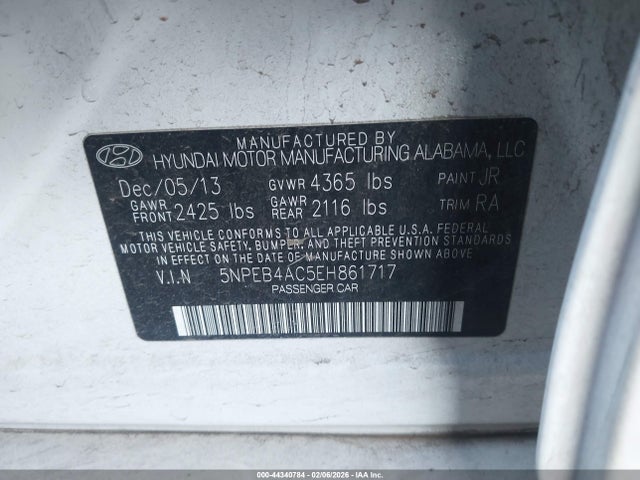 MANUFACTURED BY
HYUNDAI MOTOR MANUFACTURING ALABAMA, LLC
Dec/05/13 GVWR 4365 lbs PAINT JR
GAWR FRONT 2425 lbs GAWR REAR 2116 lbs TRIM RA
THIS VEHICLE CONFORMS TO ALL APPLICABLE U.S.A. FEDERAL
MOTOR VEHICLE SAFETY, BUMPER, AND THEFT PREVENTION
STANDARDS IN EFFECT ON THE DATE OF MANUFACTURE SHOWN ABOVE
V.I.N 5NPEB4AC5EH861717
PASSENGER CAR
000-44340784 - 02/06/2026 - IAA Inc.